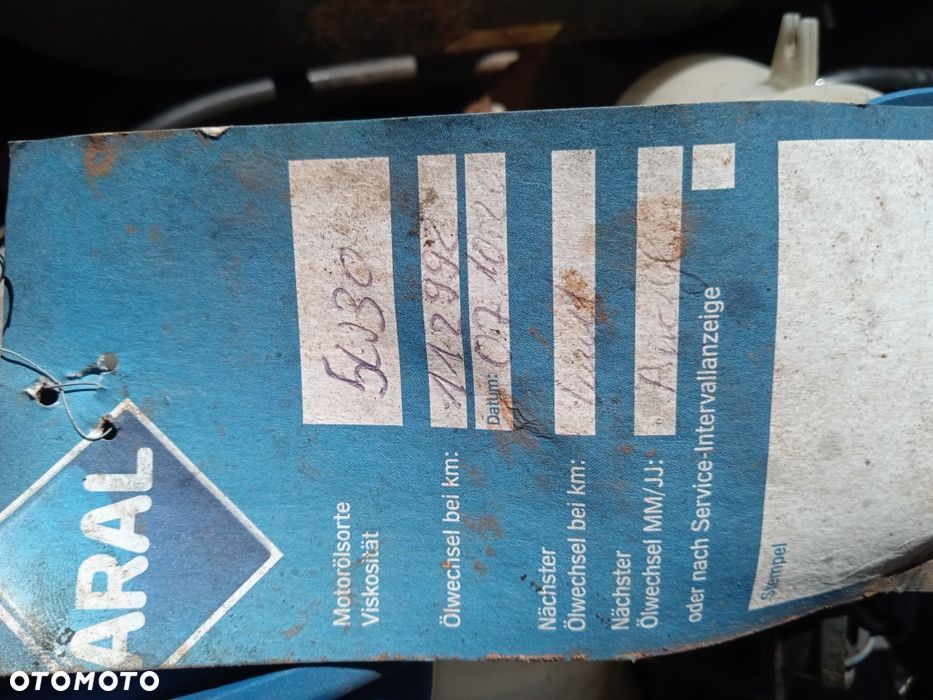 ARAL
Motorölsorte
Viskosität
5W30
Ölwechsel bei km: 112992
Datum: 07
Nächster
Ölwechsel bei km:
Nächster
Ölwechsel MM/JJ:
oder nach Service-Intervallanzeige
Stempel
OTOMOTO